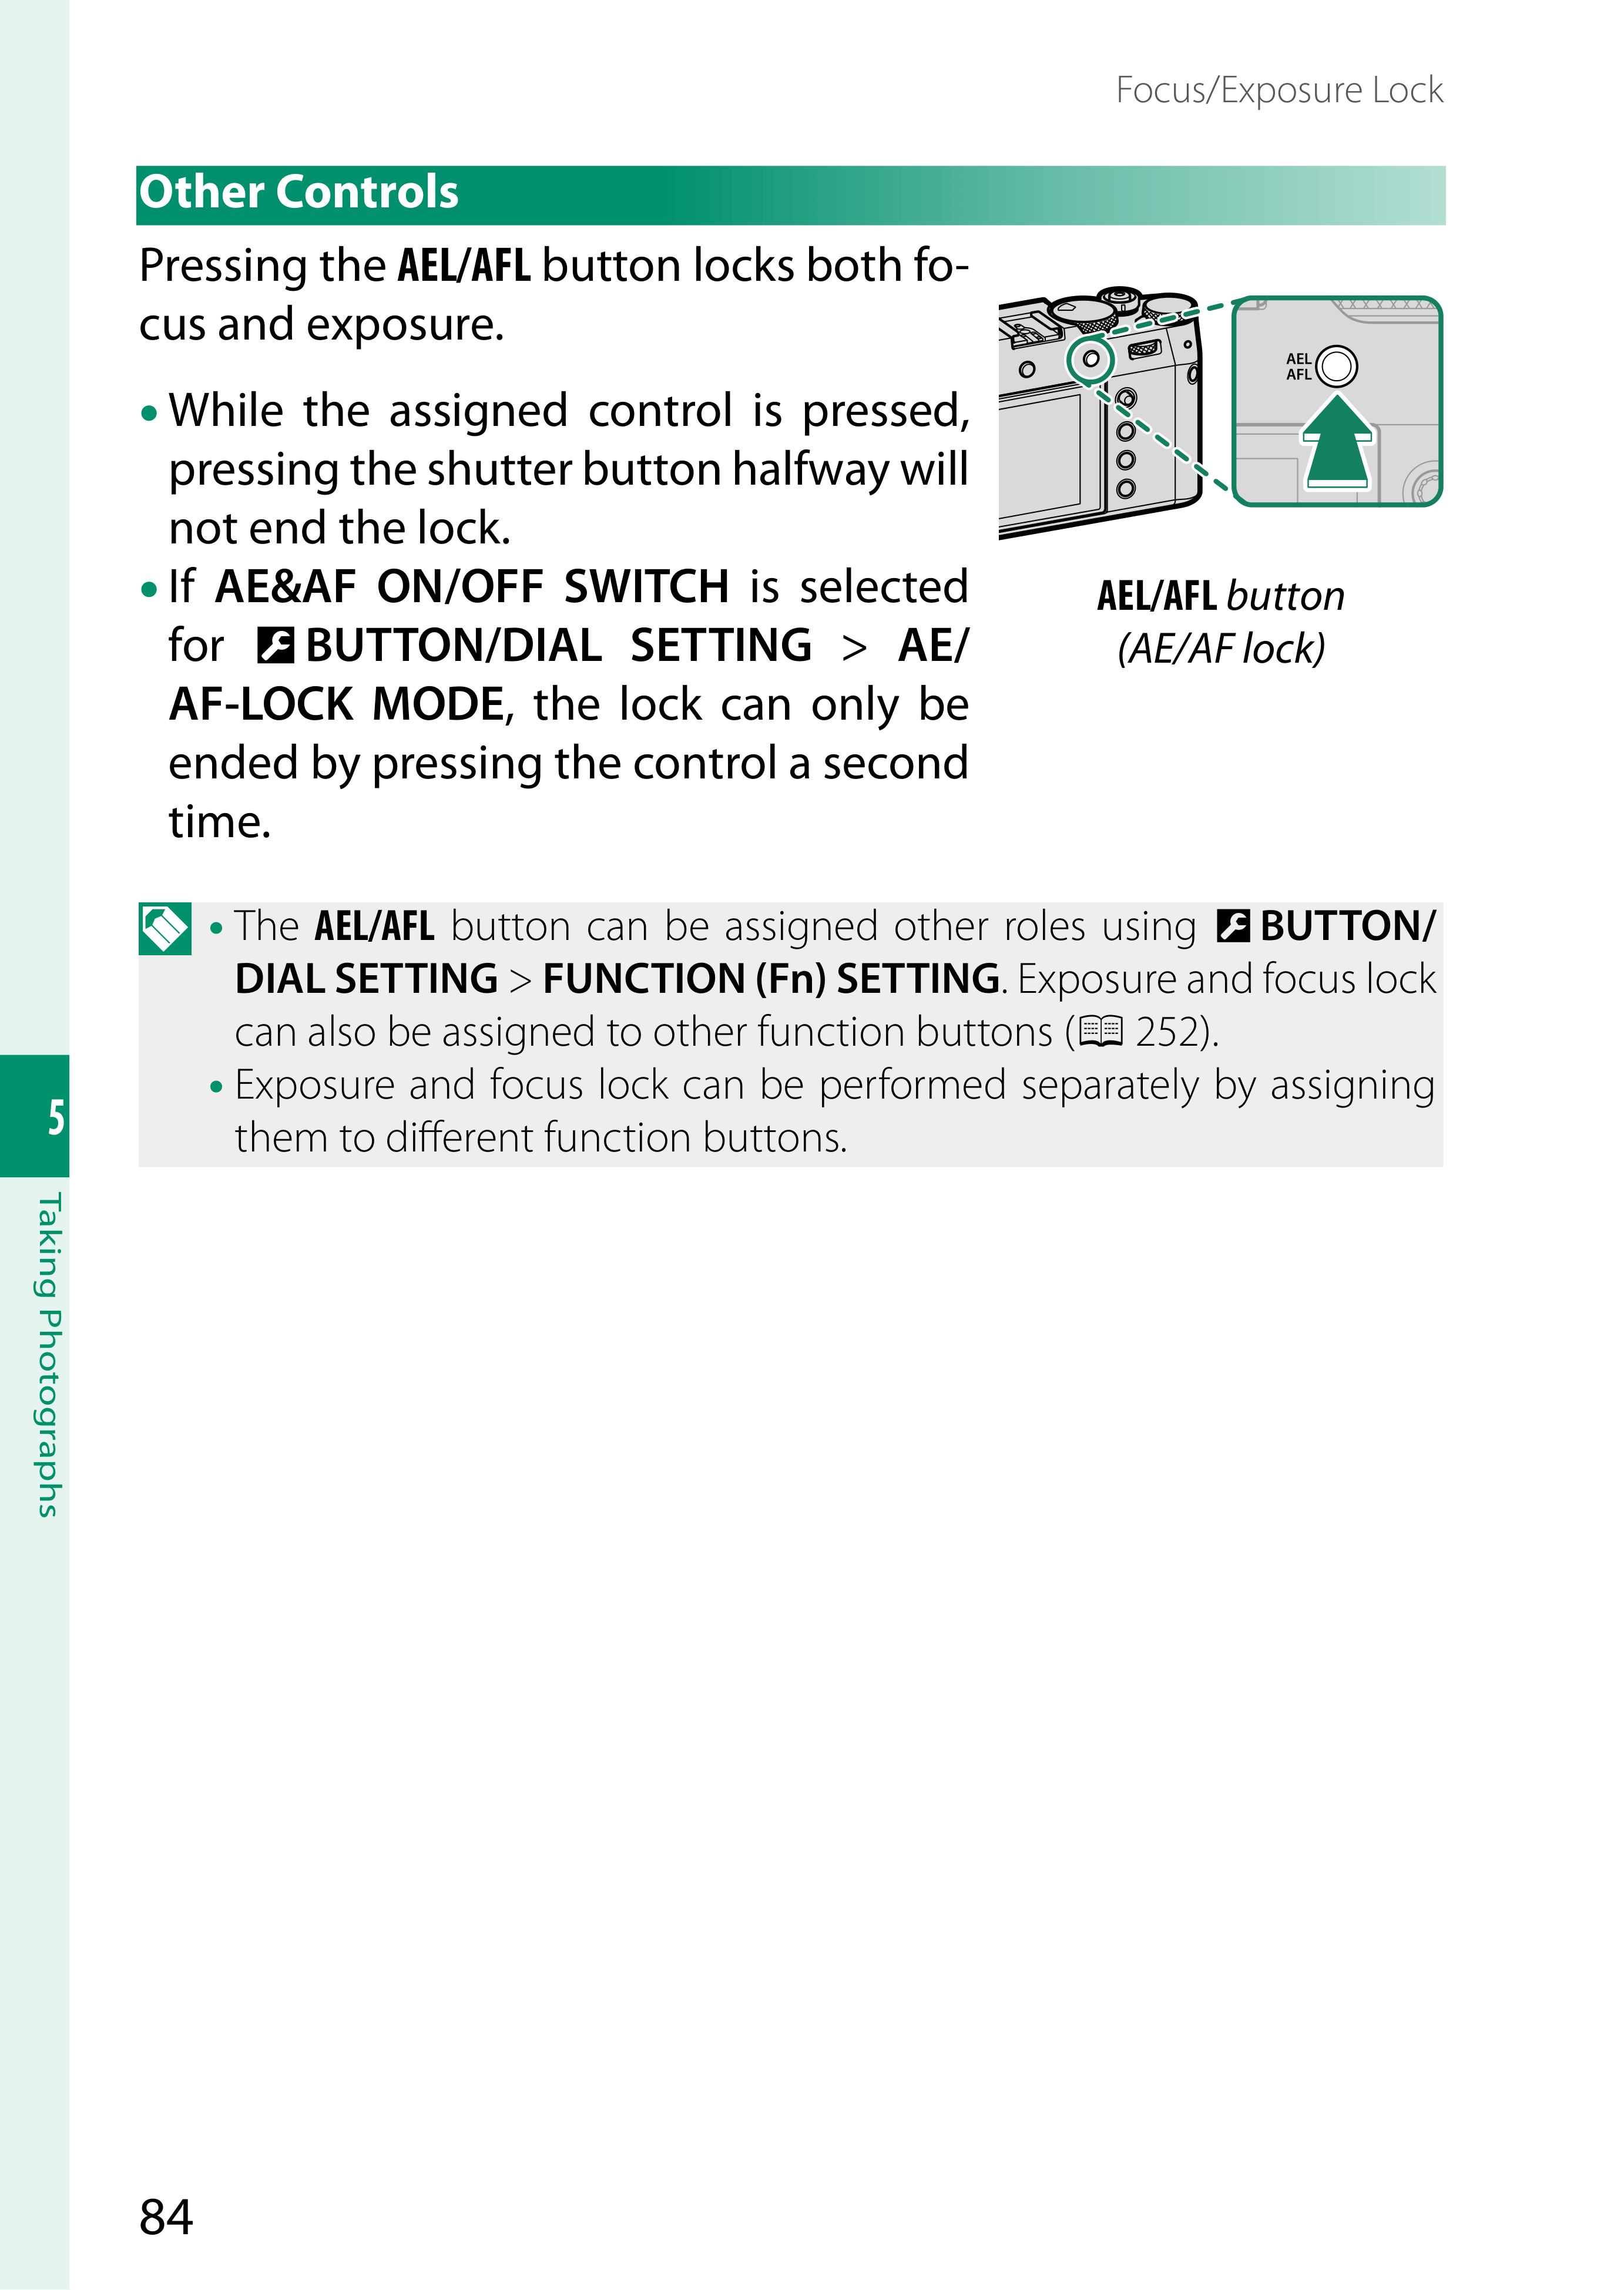 Focus/Exposure Lock
Other Controls
Pressing the AEL/AFL button locks both fo-
cus and exposure.
• While the assigned control is pressed,
pressing the shutter button halfway will
not end the lock.
• If AE&AF ON/OFF SWITCH is selected
for BUTTON/DIAL SETTING > AE/
AF-LOCK MODE, the lock can only be
ended by pressing the control a second
time.
AEL
AFL
AEL/AFL button
(AE/AF lock)
• The AEL/AFL button can be assigned other roles using BUTTON/
DIAL SETTING > FUNCTION (Fn) SETTING. Exposure and focus lock
can also be assigned to other function buttons (252).
• Exposure and focus lock can be performed separately by assigning
them to different function buttons.
5
Taking Photographs
84